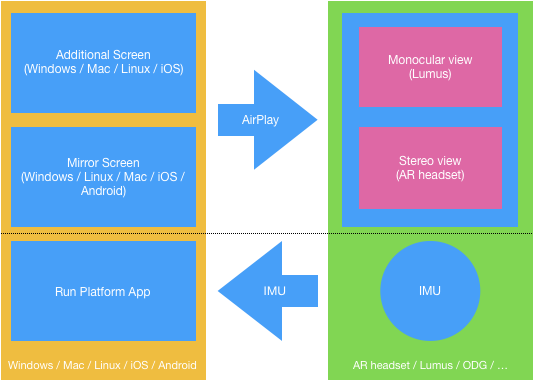 Additional Screen
(Windows / Mac / Linux / iOS)
Mirror Screen
(Windows / Linux / Mac / iOS /
Android)
Run Platform App
Windows / Mac / Linux / iOS / Android
AirPlay
IMU
Monocular view
(Lumus)
Stereo view
(AR headset)
IMU
AR headset / Lumus / ODG / …